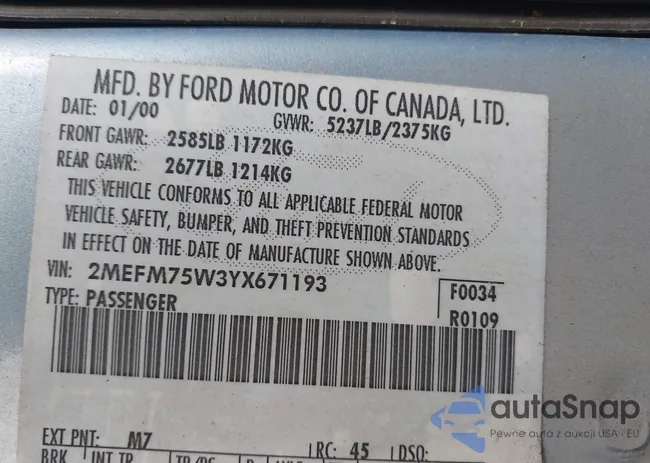 MFD. BY FORD MOTOR CO. OF CANADA, LTD.
DATE: 01/00 GVWR: 5237LB/2375KG
FRONT GAWR: 2585LB 1172KG
REAR GAWR: 2677LB 1214KG
THIS VEHICLE CONFORMS TO ALL APPLICABLE FEDERAL MOTOR
VEHICLE SAFETY, BUMPER, AND THEFT PREVENTION STANDARDS
IN EFFECT ON THE DATE OF MANUFACTURE SHOWN ABOVE.
VIN: 2MEFM75W3YX671193 F0034
TYPE: PASSENGER R0109
autaSnap
Pewne auta z aukcji USA - EU
EXT PNT: M7 RC: 45 DSO:
BRK INT TR